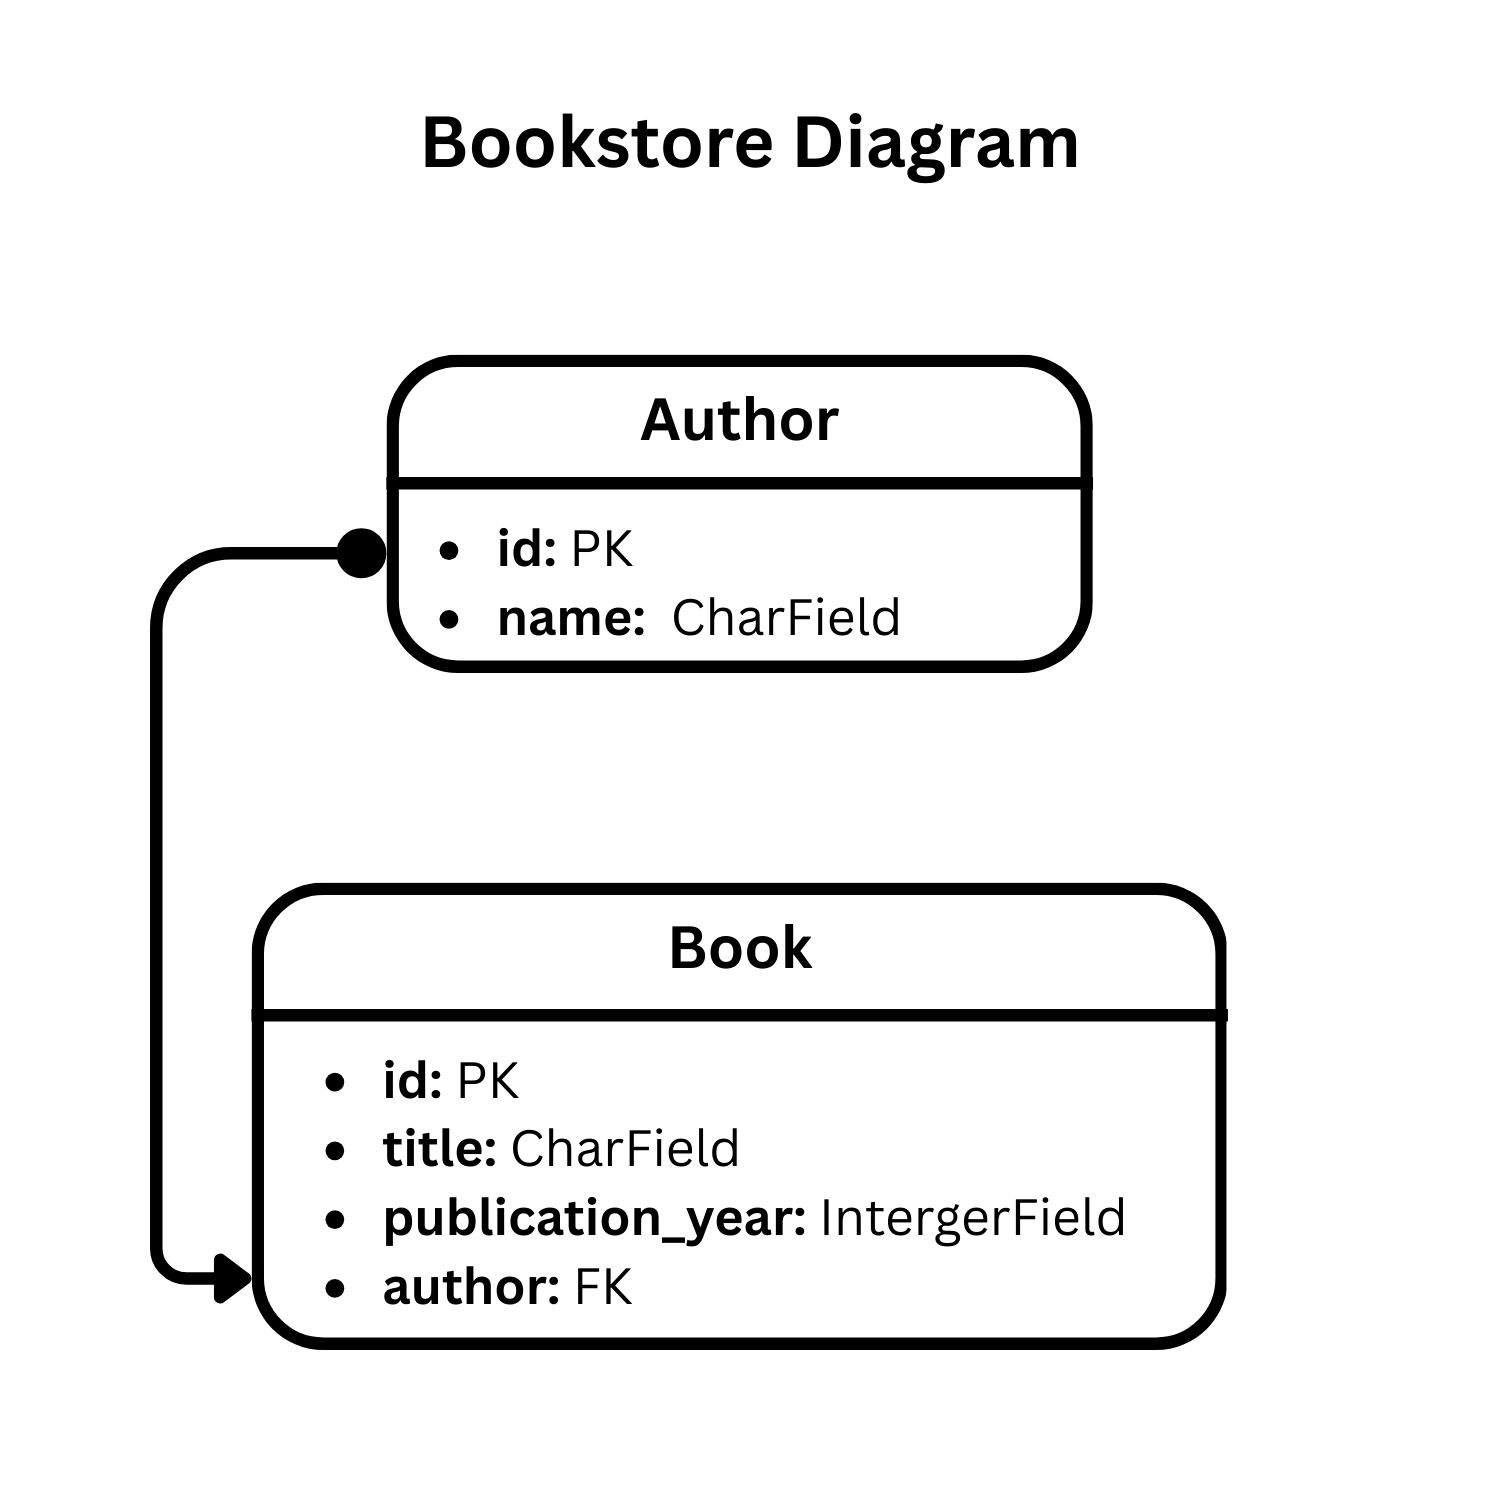 Bookstore Diagram
Author
• id: PK
• name: CharField
Book
• id: PK
• title: CharField
• publication_year: IntergerField
• author: FK